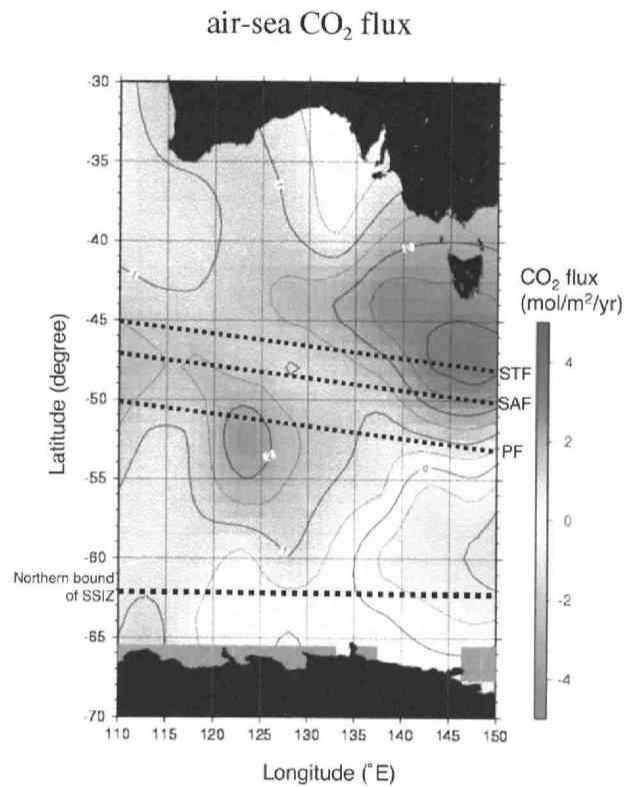 air-sea CO₂ flux
-30
-35
-40
-45
-50
-55
-60
-65
-70
Latitude (degree)
110 115 120 125 130 135 140 145 150
Longitude (˚E)
STF
SAF
PF
Northern bound
of SSIZ
0
CO₂ flux
(mol/m²/yr)
4
2
0
-2
-4